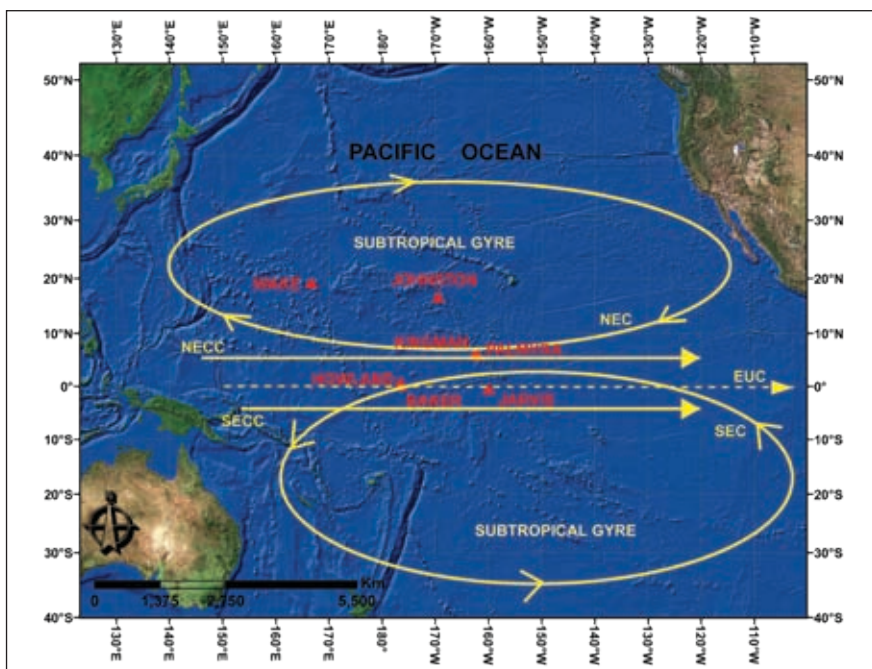 130°E 140°E 150°E 160°E 170°E 180° 170°W 160°W 150°W 140°W 130°W 120°W 110°W
50°N 50°N
PACIFIC OCEAN
40°N 40°N
30°N 30°N
SUBTROPICAL GYRE
WAKE JOHNSTON
20°N 20°N
NEC
10°N 10°N
NECC KINGMAN PALMYRA
EUC
0° HOWLAND 0°
BAKER JARVIS
SECC SEC
10°S 10°S
20°S 20°S
SUBTROPICAL GYRE
30°S 30°S
Km
0 1,375 2,750 5,500
40°S 40°S
130°E 140°E 150°E 160°E 170°E 180° 170°W 160°W 150°W 140°W 130°W 120°W 110°W